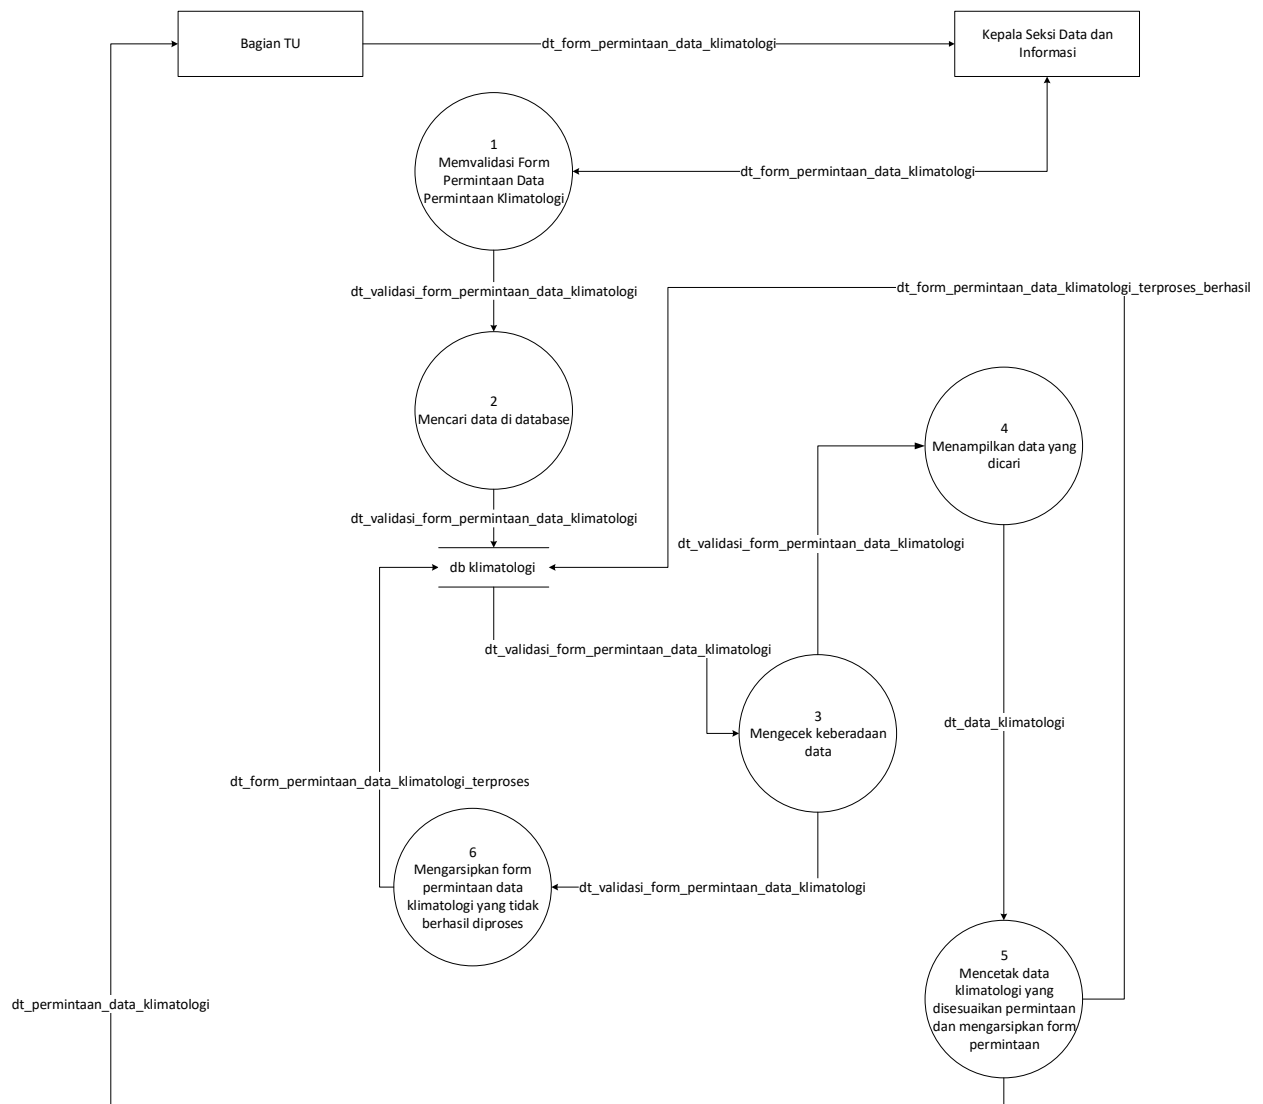 Bagian TU
dt_form_permintaan_data_klimatologi
Kepala Seksi Data dan
Informasi
1
Memvalidasi Form
Permintaan Data
Permintaan Klimatologi
dt_form_permintaan_data_klimatologi
dt_validasi_form_permintaan_data_klimatologi
dt_form_permintaan_data_klimatologi_terproses_berhasil
2
Mencari data di database
4
Menampilkan data yang
dicari
dt_validasi_form_permintaan_data_klimatologi
dt_validasi_form_permintaan_data_klimatologi
db klimatologi
dt_validasi_form_permintaan_data_klimatologi
3
Mengecek keberadaan
data
dt_data_klimatologi
dt_form_permintaan_data_klimatologi_terproses
6
Mengarsipkan form
permintaan data
klimatologi yang tidak
berhasil diproses
dt_validasi_form_permintaan_data_klimatologi
5
Mencetak data
klimatologi yang
disesuaikan permintaan
dan mengarsipkan form
permintaan
dt_permintaan_data_klimatologi